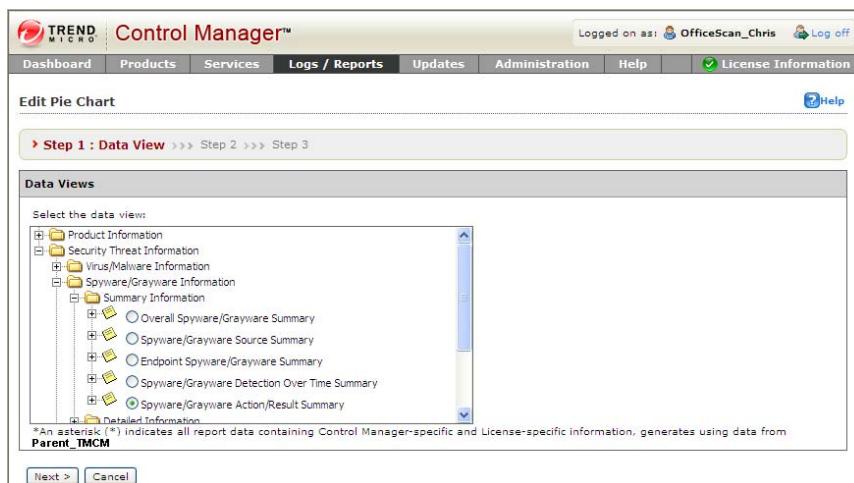 TREND MICRO Control Manager™ Logged on as: OfficeScan_Chris Log off
Dashboard Products Services Logs / Reports Updates Administration Help License Information
Edit Pie Chart ?Help
Step 1 : Data View >>> Step 2 >>> Step 3
Data Views
Select the data view:
Product Information
Security Threat Information
Virus/Malware Information
Spyware/Grayware Information
Summary Information
Overall Spyware/Grayware Summary
Spyware/Grayware Source Summary
Endpoint Spyware/Grayware Summary
Spyware/Grayware Detection Over Time Summary
Spyware/Grayware Action/Result Summary
Detailed Information
*An asterisk (*) indicates all report data containing Control Manager-specific and License-specific information, generates using data from
Parent_TMCM
Next > Cancel